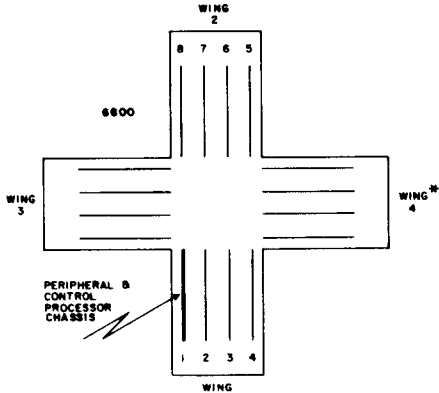 WING
2
8 7 6 5
6600
WING
3
WING*
4
PERIPHERAL &
CONTROL
PROCESSOR
CHASSIS
1 2 3 4
WING